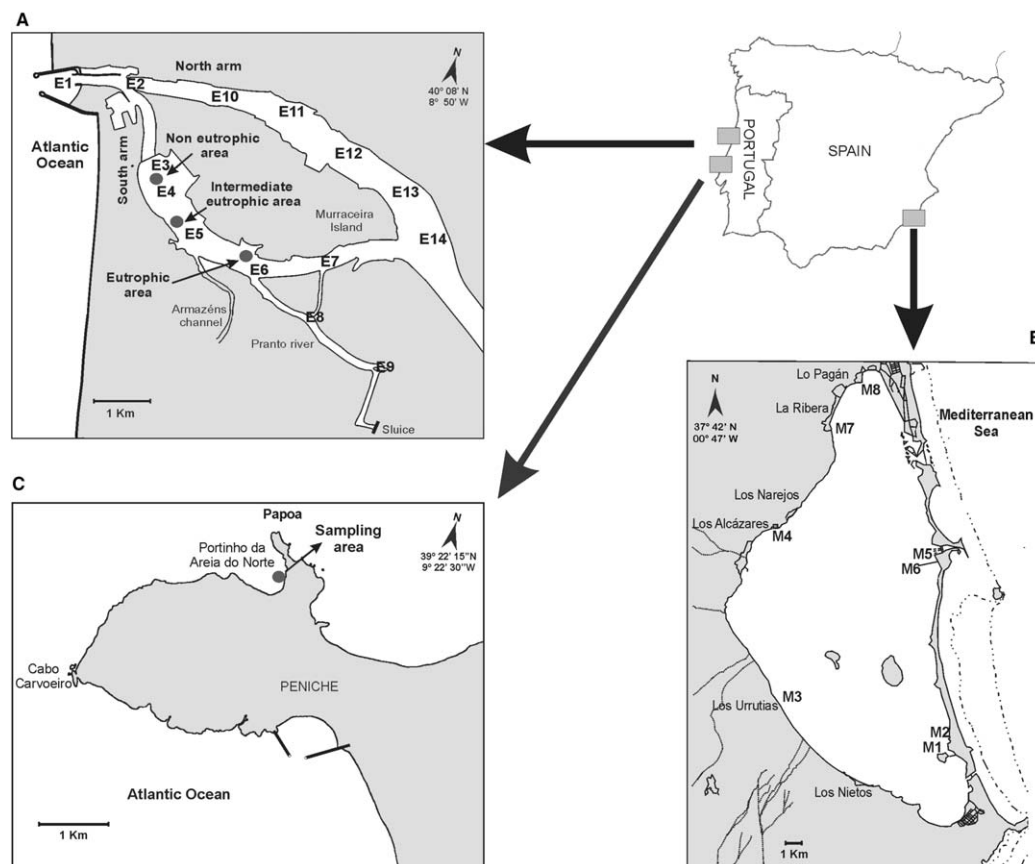 A
N
40° 08' N
8° 50' W
North arm
E1
E2
E10
E11
E12
E13
E14
Atlantic
Ocean
South arm
Non eutrophic
area
E3
E4
Intermediate
eutrophic area
E5
Murraceira
Island
E6
E7
Eutrophic
area
Armazéns
channel
E8
Pranto river
E9
1 Km
Sluice
PORTUGAL
SPAIN
B
N
37° 42' N
00° 47' W
Lo Pagán
M8
La Ribera
M7
Mediterranean
Sea
Los Narejos
Los Alcázares
M4
M5
M6
M3
Los Urrutias
M2
M1
Los Nietos
1 Km
C
Papoa
Sampling
area
Portinho da
Areia do Norte
N
39° 22' 15"N
9° 22' 30"W
Cabo
Carvoeiro
PENICHE
Atlantic Ocean
1 Km